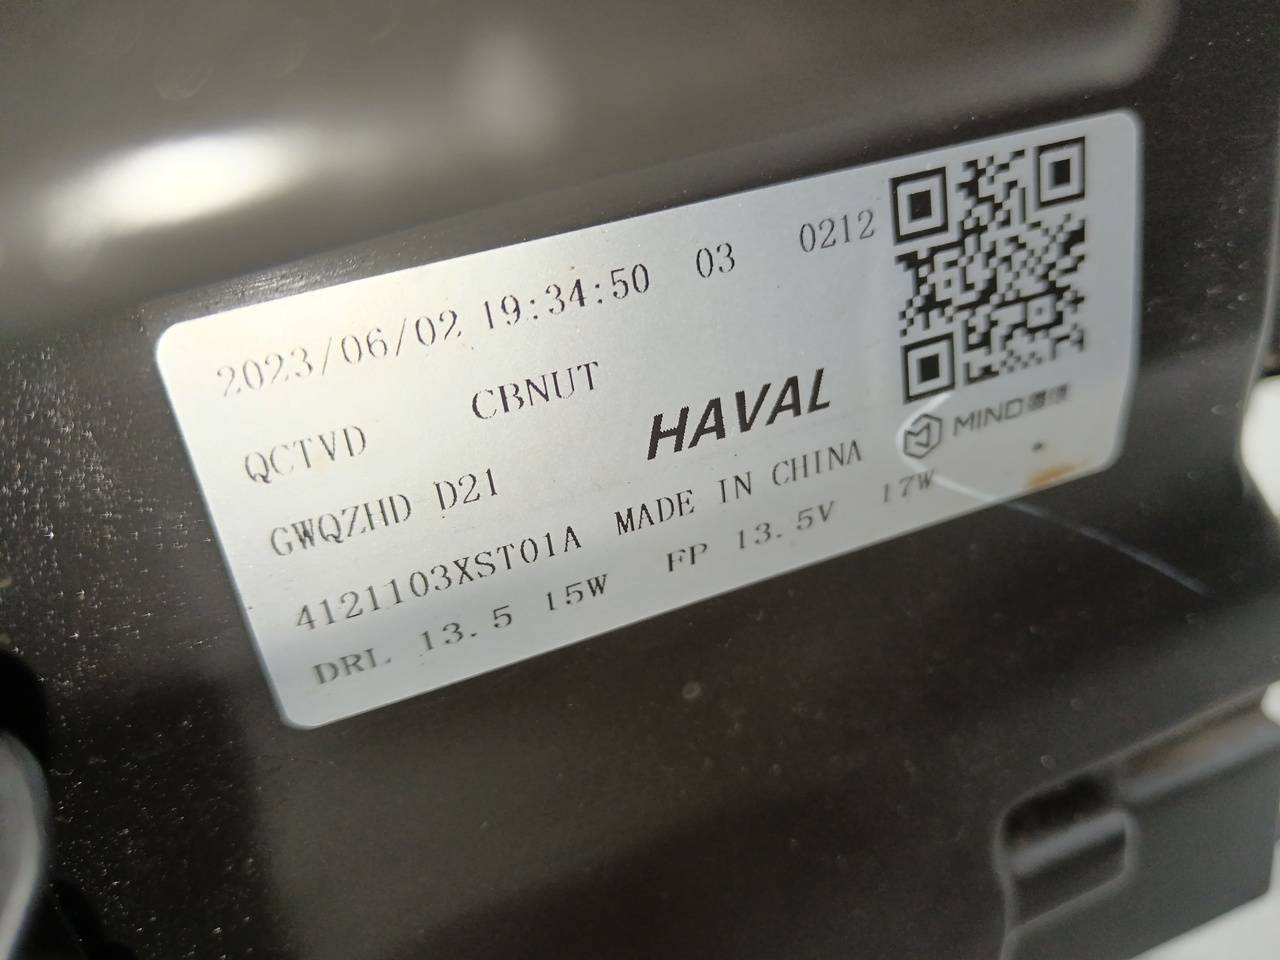 2023/06/02 19:34:50 03 0212
QCTVD CBNUT
GWQZHD D21 HAVAL
4121103XST01A MADE IN CHINA
DRL 13.5 15W FP 13.5V 17W
MIND